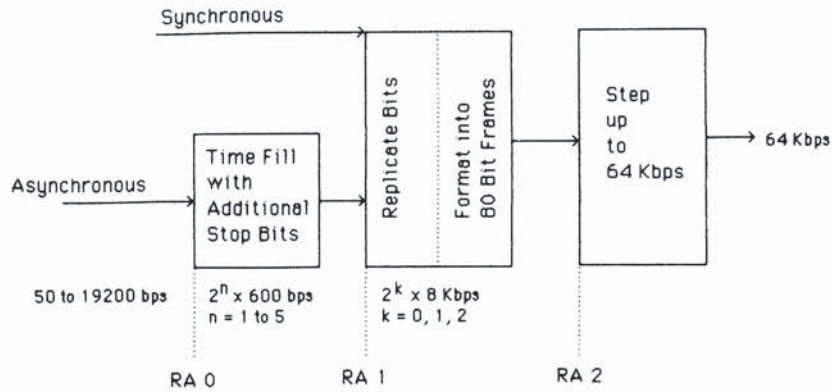 Synchronous
Asynchronous
Time Fill
with
Additional
Stop Bits
Replicate Bits
Format into
80 Bit Frames
Step
up
to
64 Kbps
64 Kbps
50 to 19200 bps
2ⁿ x 600 bps
n = 1 to 5
2ᵏ x 8 Kbps
k = 0, 1, 2
RA 0
RA 1
RA 2